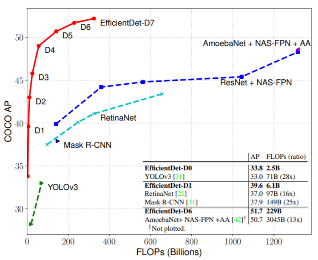 EfficientDet-D7
D6
D5
D4
D3
D2
D1
AmoebaNet + NAS-FPN + AA
ResNet + NAS-FPN
RetinaNet
Mask R-CNN
YOLOv3
COCO AP
50
45
40
35
30
AP FLOPs (ratio)
EfficientDet-D0 33.8 2.5B
YOLOv3 [31] 33.0 71B (28x)
EfficientDet-D1 39.6 6.1B
RetinaNet [21] 37.0 97B (16x)
Mask R-CNN [11] 37.9 149B (25x)
EfficientDet-D6 51.7 229B
AmoebaNet+ NAS-FPN +AA [42]† 50.7 3045B (13x)
†Not plotted.
0 200 400 600 800 1000 1200
FLOPs (Billions)